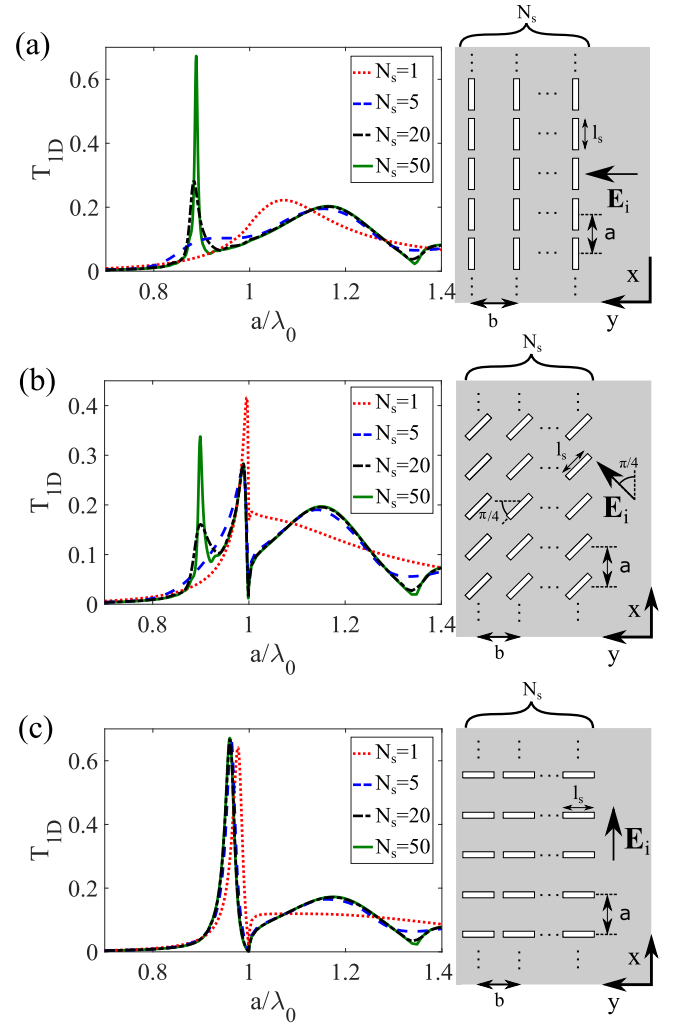 (a)
0.6
0.4
0.2
0
T1D
0.8
1
1.2
1.4
a/λ0
Ns=1
Ns=5
Ns=20
Ns=50
Ns
ls
Ei
a
x
y
b
(b)
0.4
0.3
0.2
0.1
0
T1D
0.8
1
1.2
1.4
a/λ0
Ns=1
Ns=5
Ns=20
Ns=50
Ns
ls
π/4
π/4
Ei
a
x
y
b
(c)
0.6
0.4
0.2
0
T1D
0.8
1
1.2
1.4
a/λ0
Ns=1
Ns=5
Ns=20
Ns=50
Ns
ls
Ei
a
x
y
b